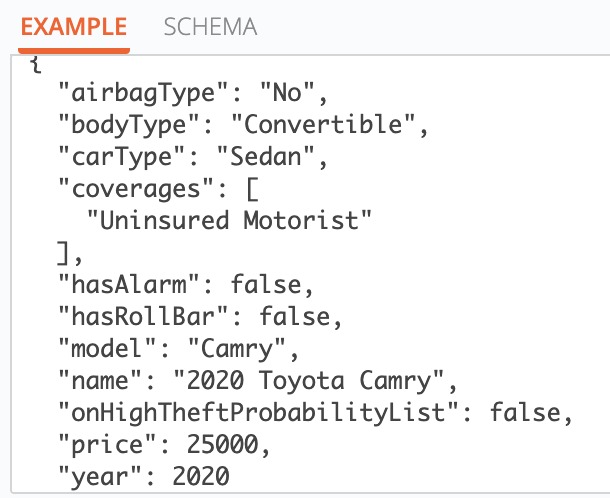 EXAMPLE SCHEMA
{
"airbagType": "No",
"bodyType": "Convertible",
"carType": "Sedan",
"coverages": [
"Uninsured Motorist"
],
"hasAlarm": false,
"hasRollBar": false,
"model": "Camry",
"name": "2020 Toyota Camry",
"onHighTheftProbabilityList": false,
"price": 25000,
"year": 2020